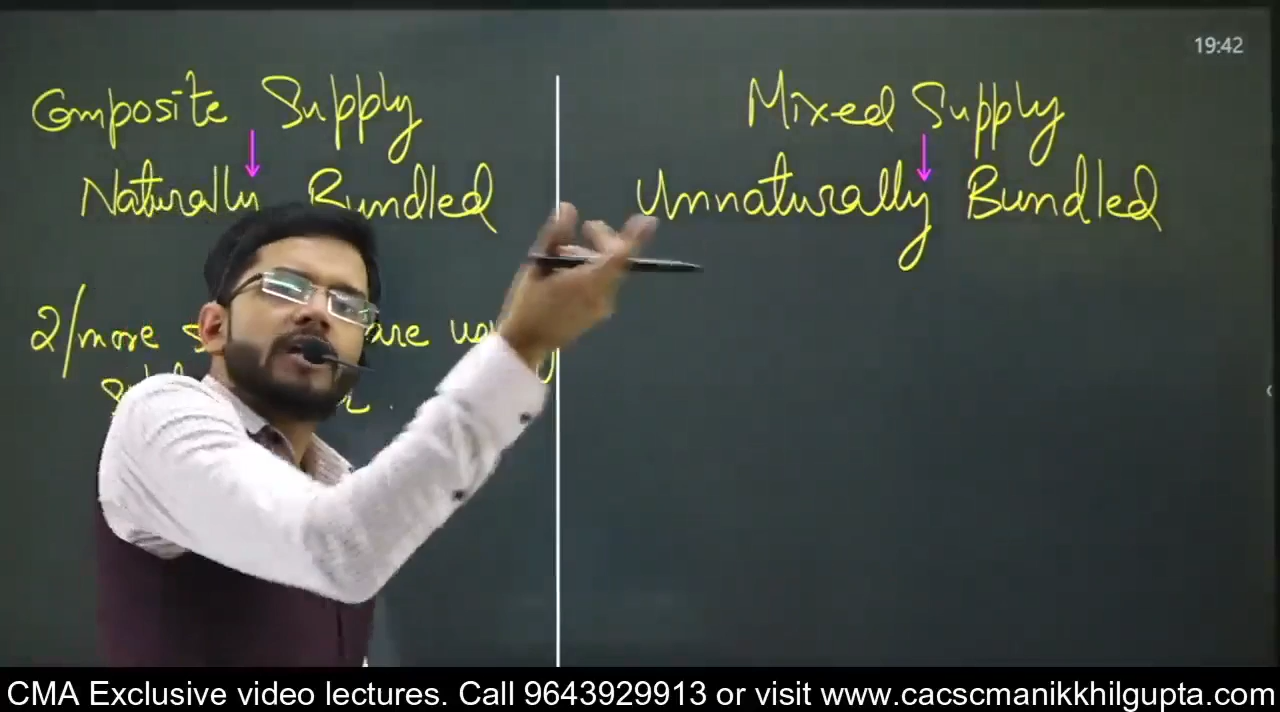 19:42
Composite Supply
Naturally Bundled
2/more are
Mixed Supply
Unnaturally Bundled
CMA Exclusive video lectures. Call 9643929913 or visit www.cacscmanikkhilgupta.com